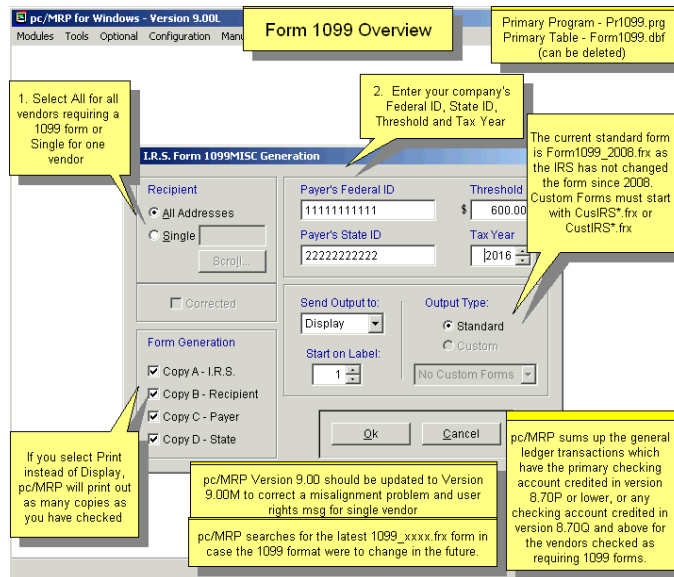 pc/MRP for Windows - Version 9.00L
Modules Tools Optional Configuration Manu
Form 1099 Overview
Primary Program - Pr1099.prg
Primary Table - Form1099.dbf
(can be deleted)
1. Select All for all
vendors requiring a
1099 form or
Single for one
vendor
2. Enter your company's
Federal ID, State ID,
Threshold and Tax Year
The current standard form
is Form1099_2008.frx as
the IRS has not changed
the form since 2008.
Custom Forms must start
with CusIRS*.frx or
CustIRS*.frx
I.R.S. Form 1099MISC Generation
Recipient
All Addresses
Single
Scroll...
Corrected
Payer's Federal ID
11111111111
Threshold
$ 600.00
Payer's State ID
22222222222
Tax Year
2016
Send Output to:
Display
Start on Label:
1
Output Type:
Standard
Custom
No Custom Forms
Form Generation
Copy A - I.R.S.
Copy B - Recipient
Copy C - Payer
Copy D - State
Ok
Cancel
If you select Print
instead of Display,
pc/MRP will print out
as many copies as
you have checked
pc/MRP Version 9.00 should be updated to Version
9.00M to correct a misalignment problem and user
rights msg for single vendor
pc/MRP searches for the latest 1099_xxxx.frx form in
case the 1099 format were to change in the future.
pc/MRP sums up the general
ledger transactions which
have the primary checking
account credited in version
8.70P or lower, or any
checking account credited in
version 8.70Q and above for
the vendors checked as
requiring 1099 forms.